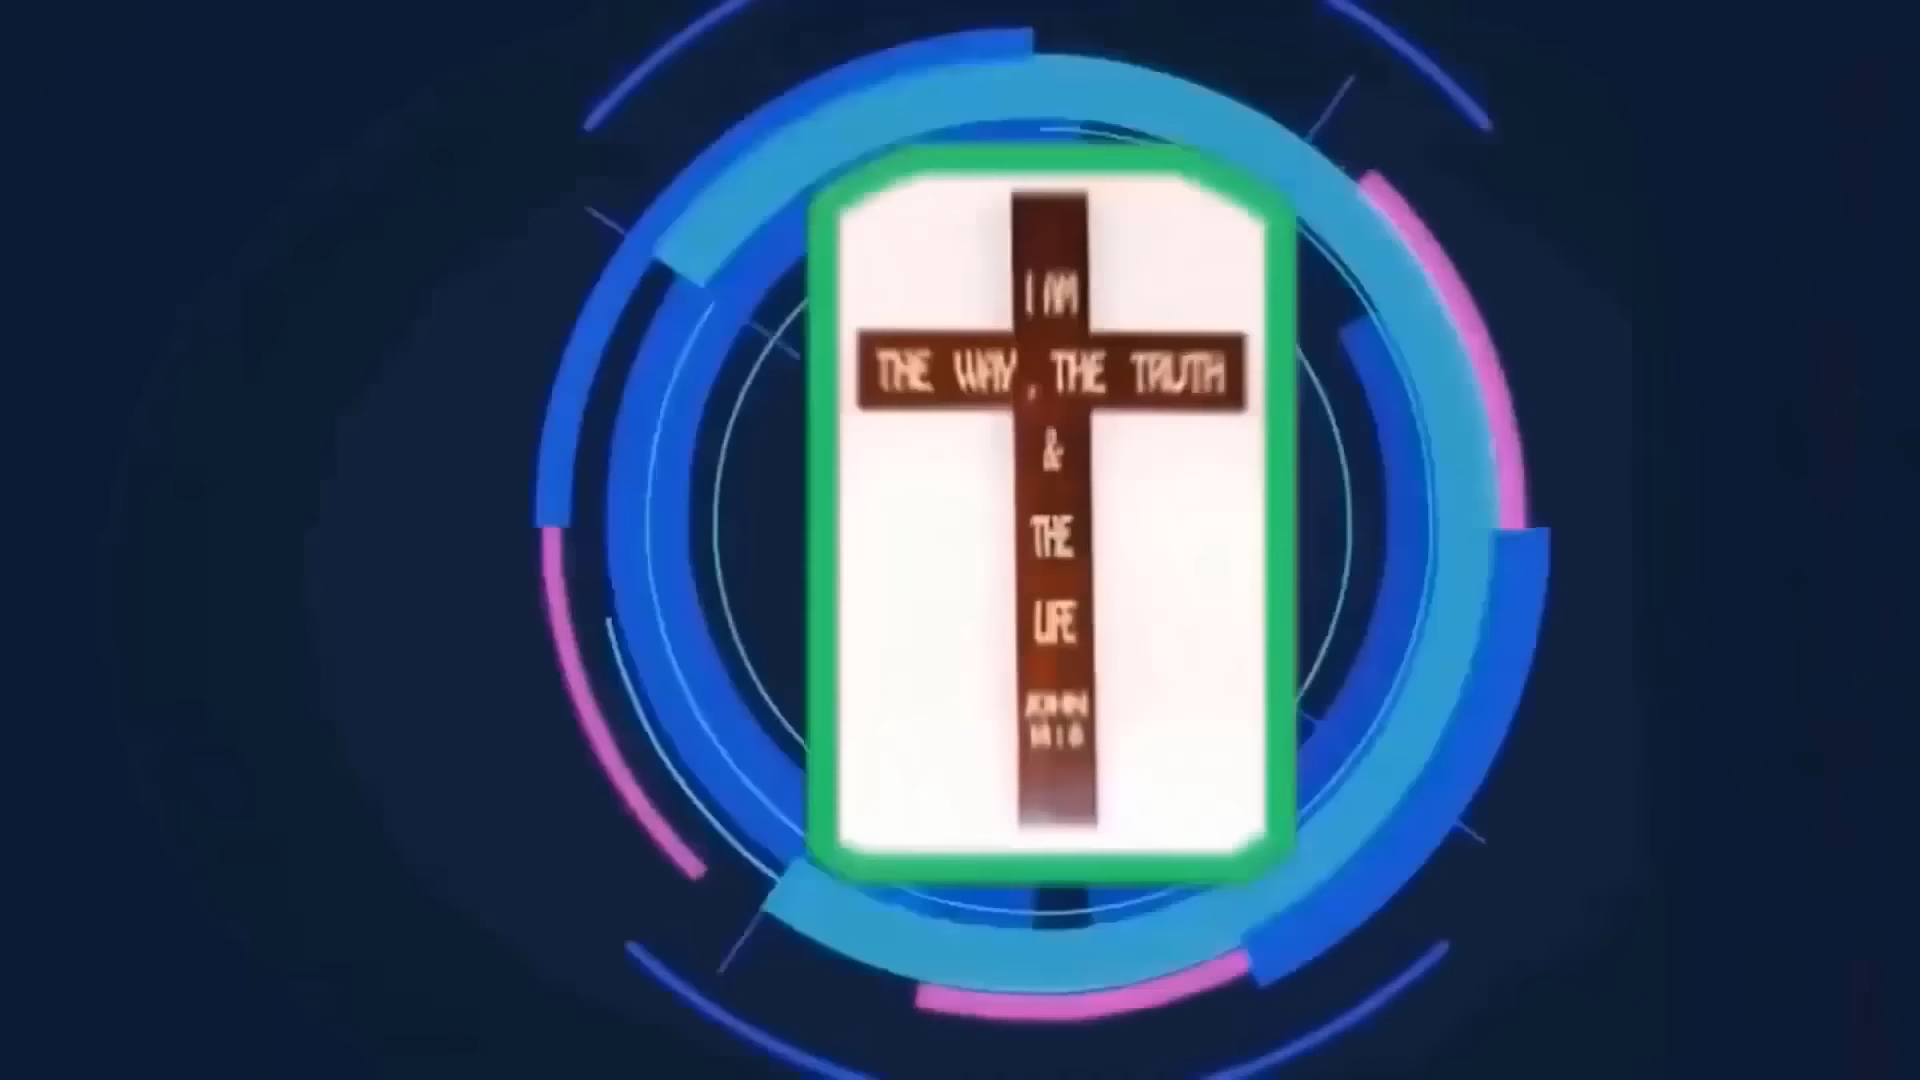 I AM
THE WAY, THE TRUTH
&
THE
LIFE
JOHN